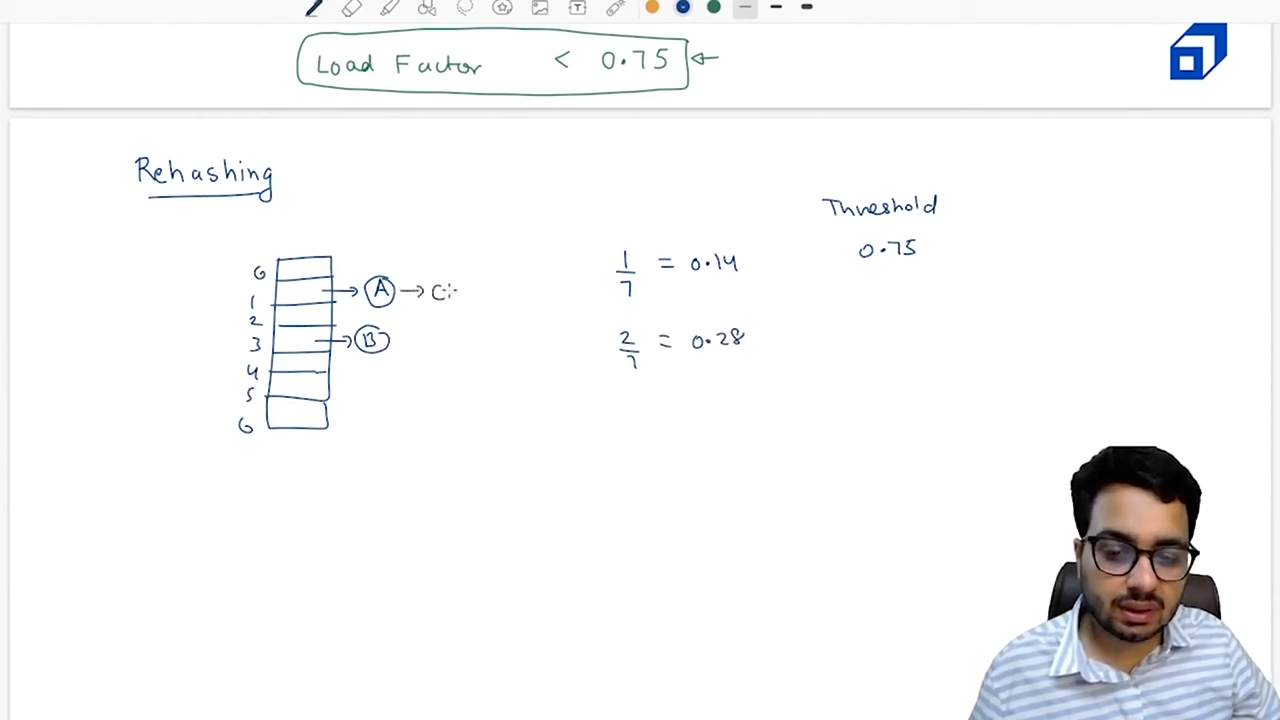 Load Factor < 0.75 ←
Rehashing
Threshold
0.75
0
1
2
3
4
5
6
→ A → C
→ B
1/7 = 0.14
2/7 = 0.28